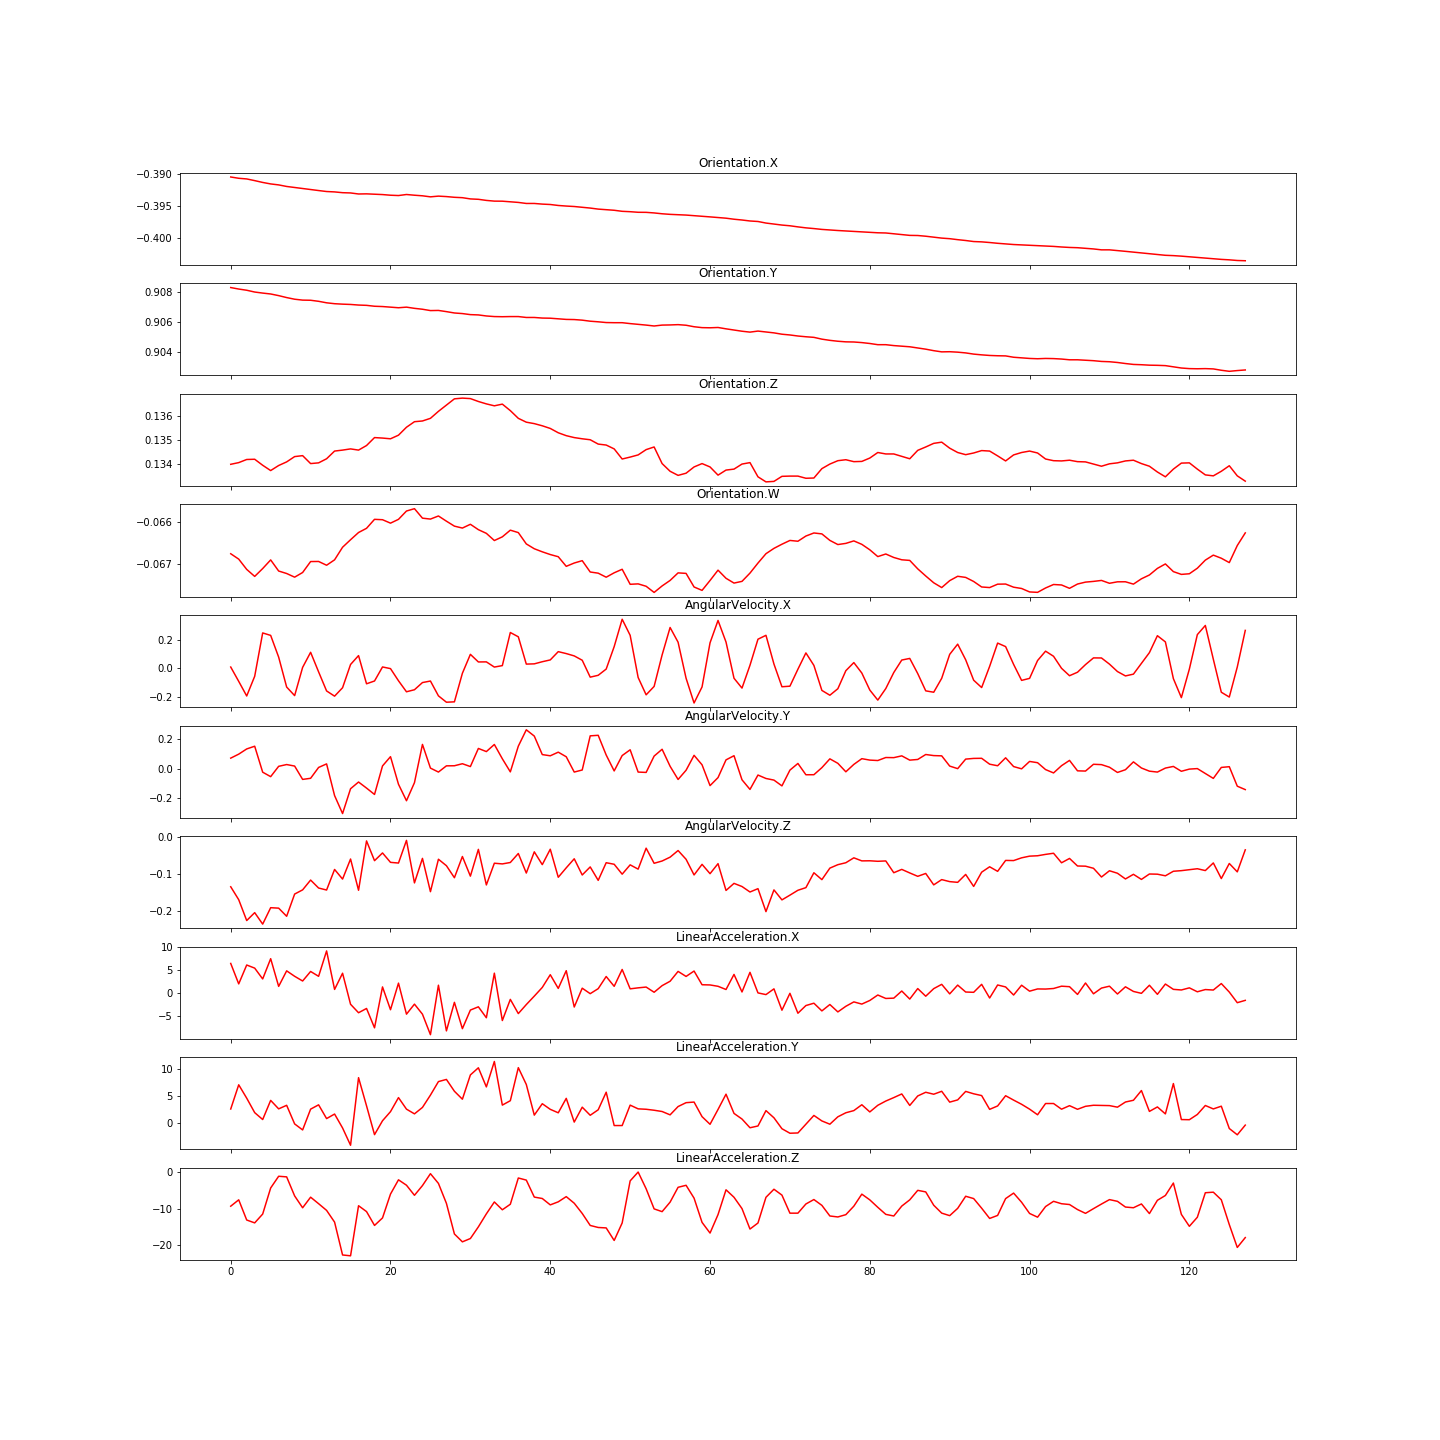 Orientation.X
−0.390
−0.395
−0.400
Orientation.Y
0.908
0.906
0.904
Orientation.Z
0.136
0.135
0.134
Orientation.W
−0.066
−0.067
AngularVelocity.X
0.2
0.0
−0.2
AngularVelocity.Y
0.2
0.0
−0.2
AngularVelocity.Z
0.0
−0.1
−0.2
LinearAcceleration.X
10
5
0
−5
LinearAcceleration.Y
10
5
0
LinearAcceleration.Z
0
−10
−20
0 20 40 60 80 100 120